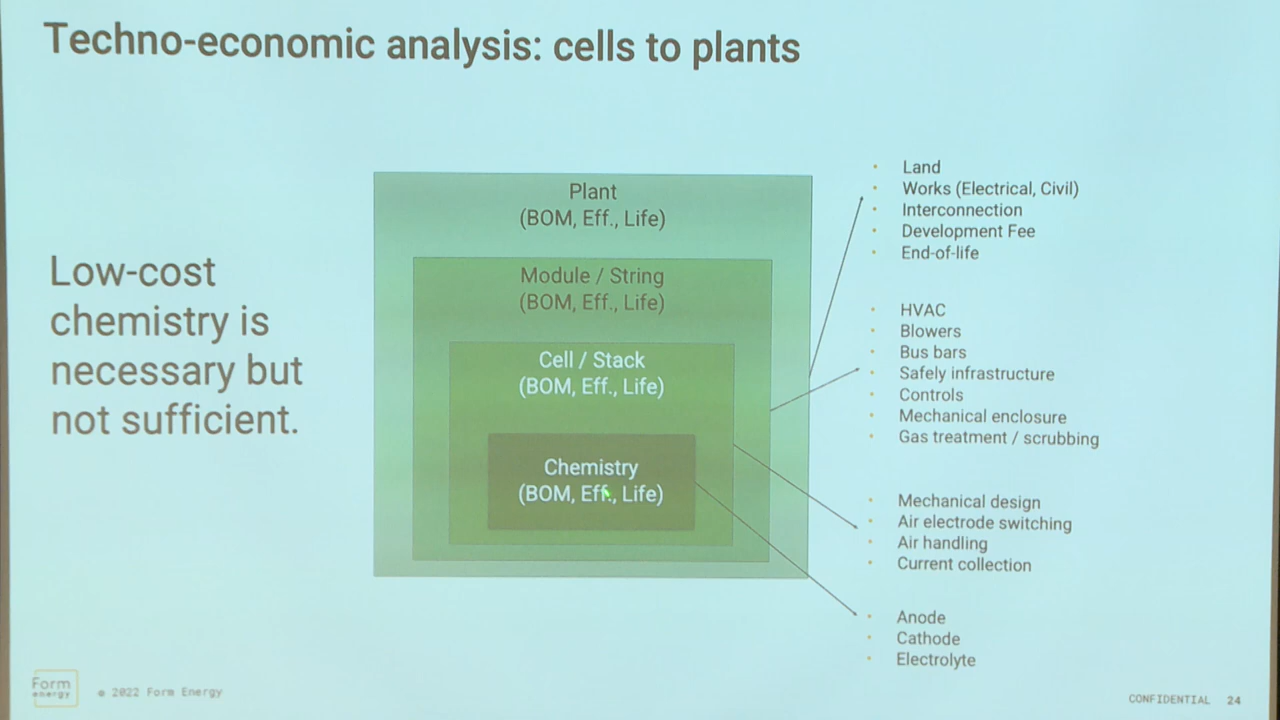 Techno-economic analysis: cells to plants
Low-cost
chemistry is
necessary but
not sufficient.
Plant
(BOM, Eff., Life)
Module / String
(BOM, Eff., Life)
Cell / Stack
(BOM, Eff., Life)
Chemistry
(BOM, Eff., Life)
• Land
• Works (Electrical, Civil)
• Interconnection
• Development Fee
• End-of-life
• HVAC
• Blowers
• Bus bars
• Safely infrastructure
• Controls
• Mechanical enclosure
• Gas treatment / scrubbing
• Mechanical design
• Air electrode switching
• Air handling
• Current collection
• Anode
• Cathode
• Electrolyte
Form
energy
© 2022 Form Energy
CONFIDENTIAL 24